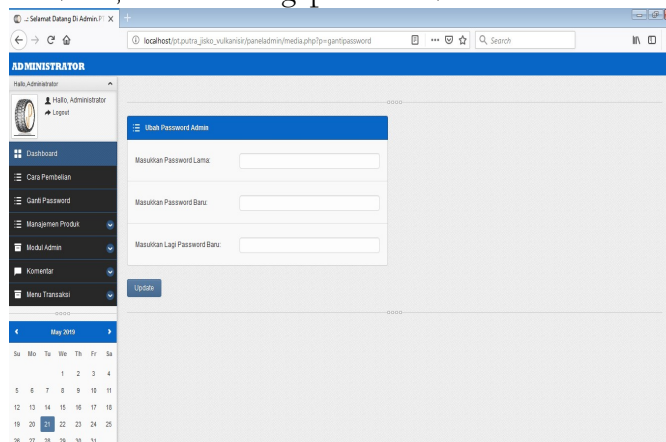 .: Selamat Datang Di Admin.PT
localhost/pt.putra_jisko_vulkanisir/paneladmin/media.php?p=gantipassword
Search
ADMINISTRATOR
Hallo, Administrator
Hallo, Administrator
Logout
Dashboard
Cara Pembelian
Ganti Password
Manajemen Produk
Modul Admin
Komentar
Menu Transaksi
Ubah Password Admin
Masukkan Password Lama:
Masukkan Password Baru:
Masukkan Lagi Password Baru:
Update
May 2019
Su Mo Tu We Th Fr Sa
1 2 3 4
5 6 7 8 9 10 11
12 13 14 15 16 17 18
19 20 21 22 23 24 25
26 27 28 29 30 31